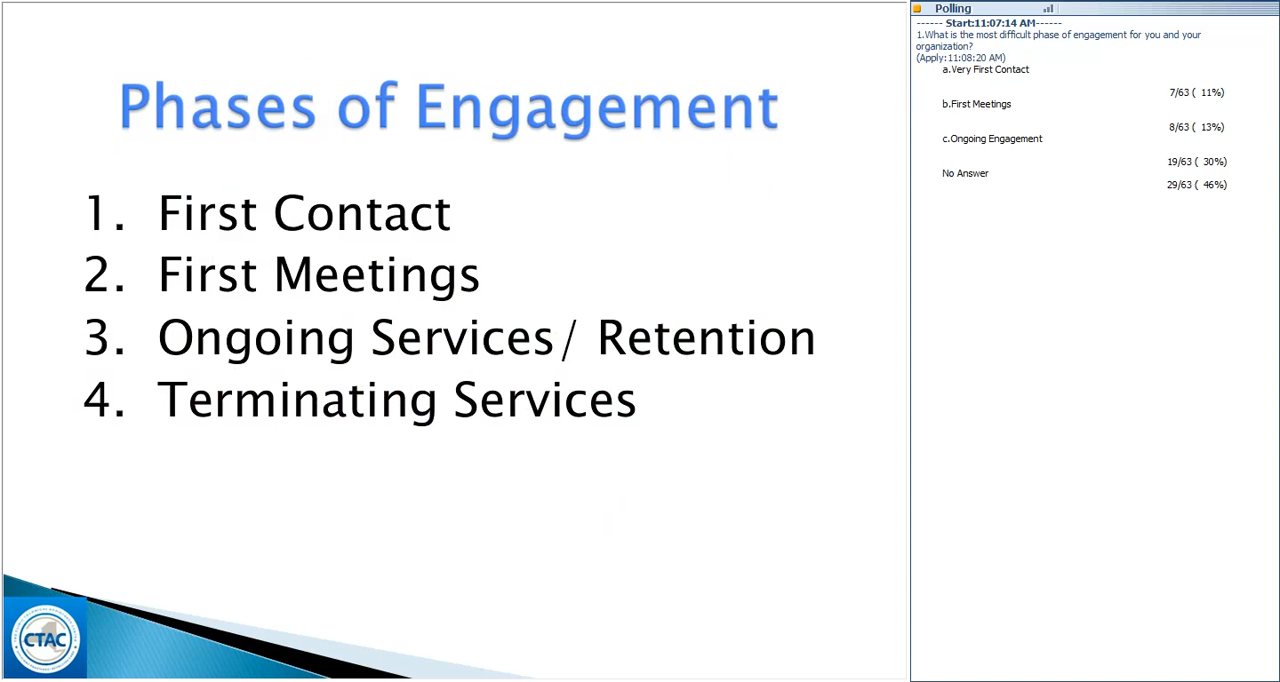 Phases of Engagement
1. First Contact
2. First Meetings
3. Ongoing Services/ Retention
4. Terminating Services
CTAC
Polling
------ Start:11:07:14 AM------
1.What is the most difficult phase of engagement for you and your
organization?
(Apply:11:08:20 AM)
a.Very First Contact
7/63 ( 11%)
b.First Meetings
8/63 ( 13%)
c.Ongoing Engagement
19/63 ( 30%)
No Answer
29/63 ( 46%)